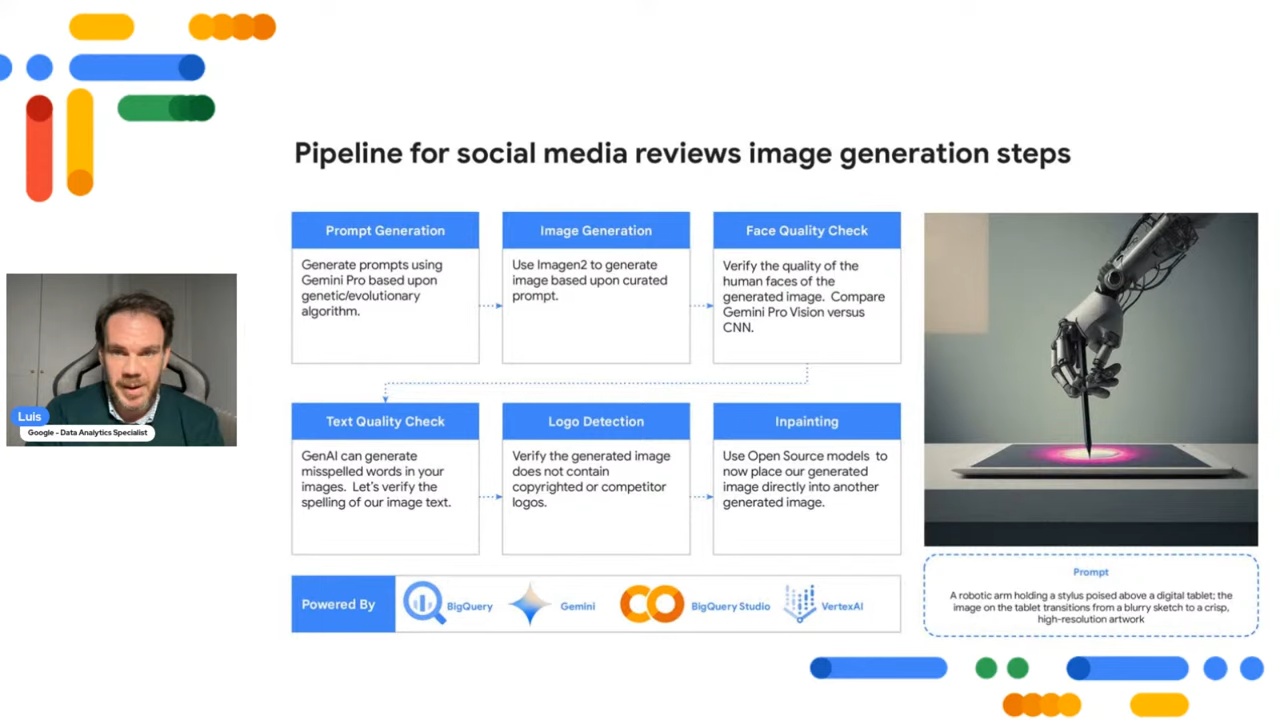 Pipeline for social media reviews image generation steps
Prompt Generation
Generate prompts using
Gemini Pro based upon
genetic/evolutionary
algorithm.
Image Generation
Use Imagen2 to generate
image based upon curated
prompt.
Face Quality Check
Verify the quality of the
human faces of the
generated image. Compare
Gemini Pro Vision versus
CNN.
Text Quality Check
GenAI can generate
misspelled words in your
images. Let's verify the
spelling of our image text.
Logo Detection
Verify the generated image
does not contain
copyrighted or competitor
logos.
Inpainting
Use Open Source models to
now place our generated
image directly into another
generated image.
Powered By
BigQuery
Gemini
BigQuery Studio
VertexAI
Prompt
A robotic arm holding a stylus poised above a digital tablet; the
image on the tablet transitions from a blurry sketch to a crisp,
high-resolution artwork
Luis
Google - Data Analytics Specialist